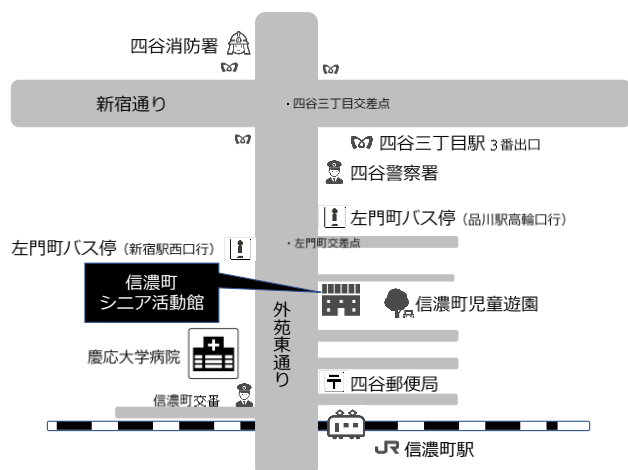 四谷消防署
新宿通り
・四谷三丁目交差点
四谷三丁目駅 3番出口
四谷警察署
左門町バス停（品川駅高輪口行）
・左門町交差点
左門町バス停（新宿駅西口行）
信濃町
シニア活動館
外苑東通り
信濃町児童遊園
慶応大学病院
四谷郵便局
信濃町交番
JR 信濃町駅